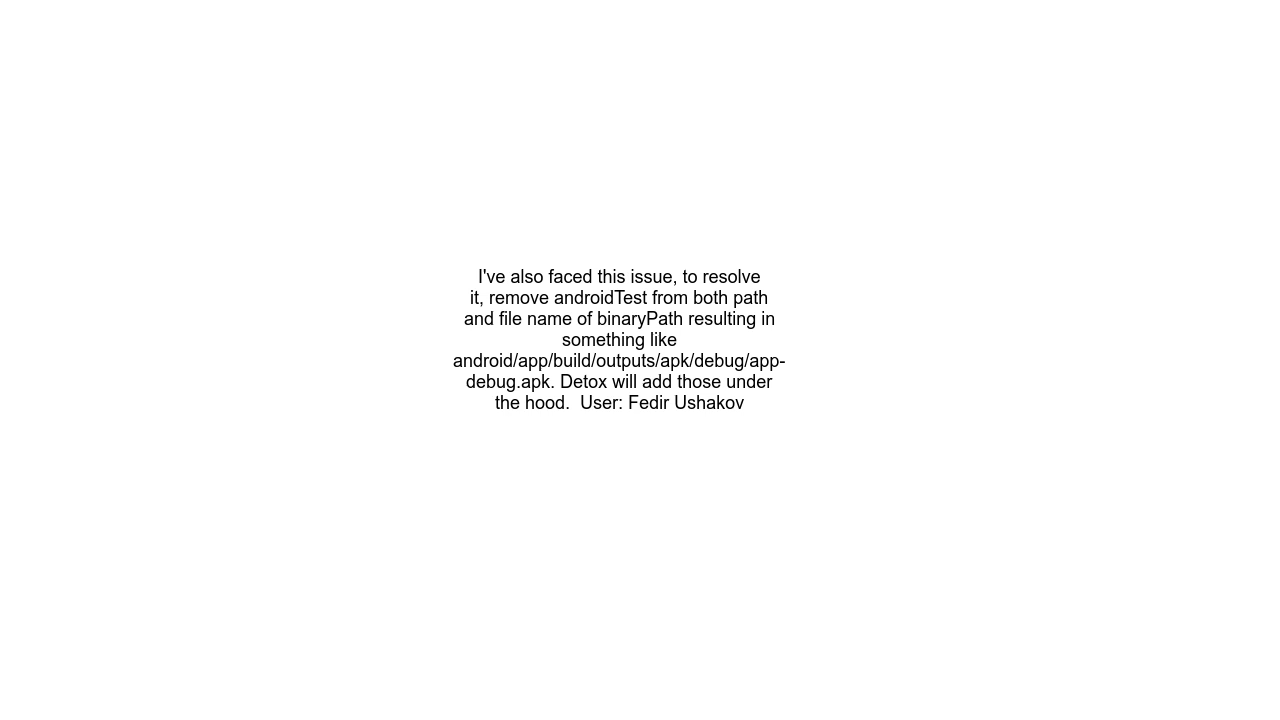 I've also faced this issue, to resolve
it, remove androidTest from both path
and file name of binaryPath resulting in
something like
android/app/build/outputs/apk/debug/app-
debug.apk. Detox will add those under
the hood.  User: Fedir Ushakov